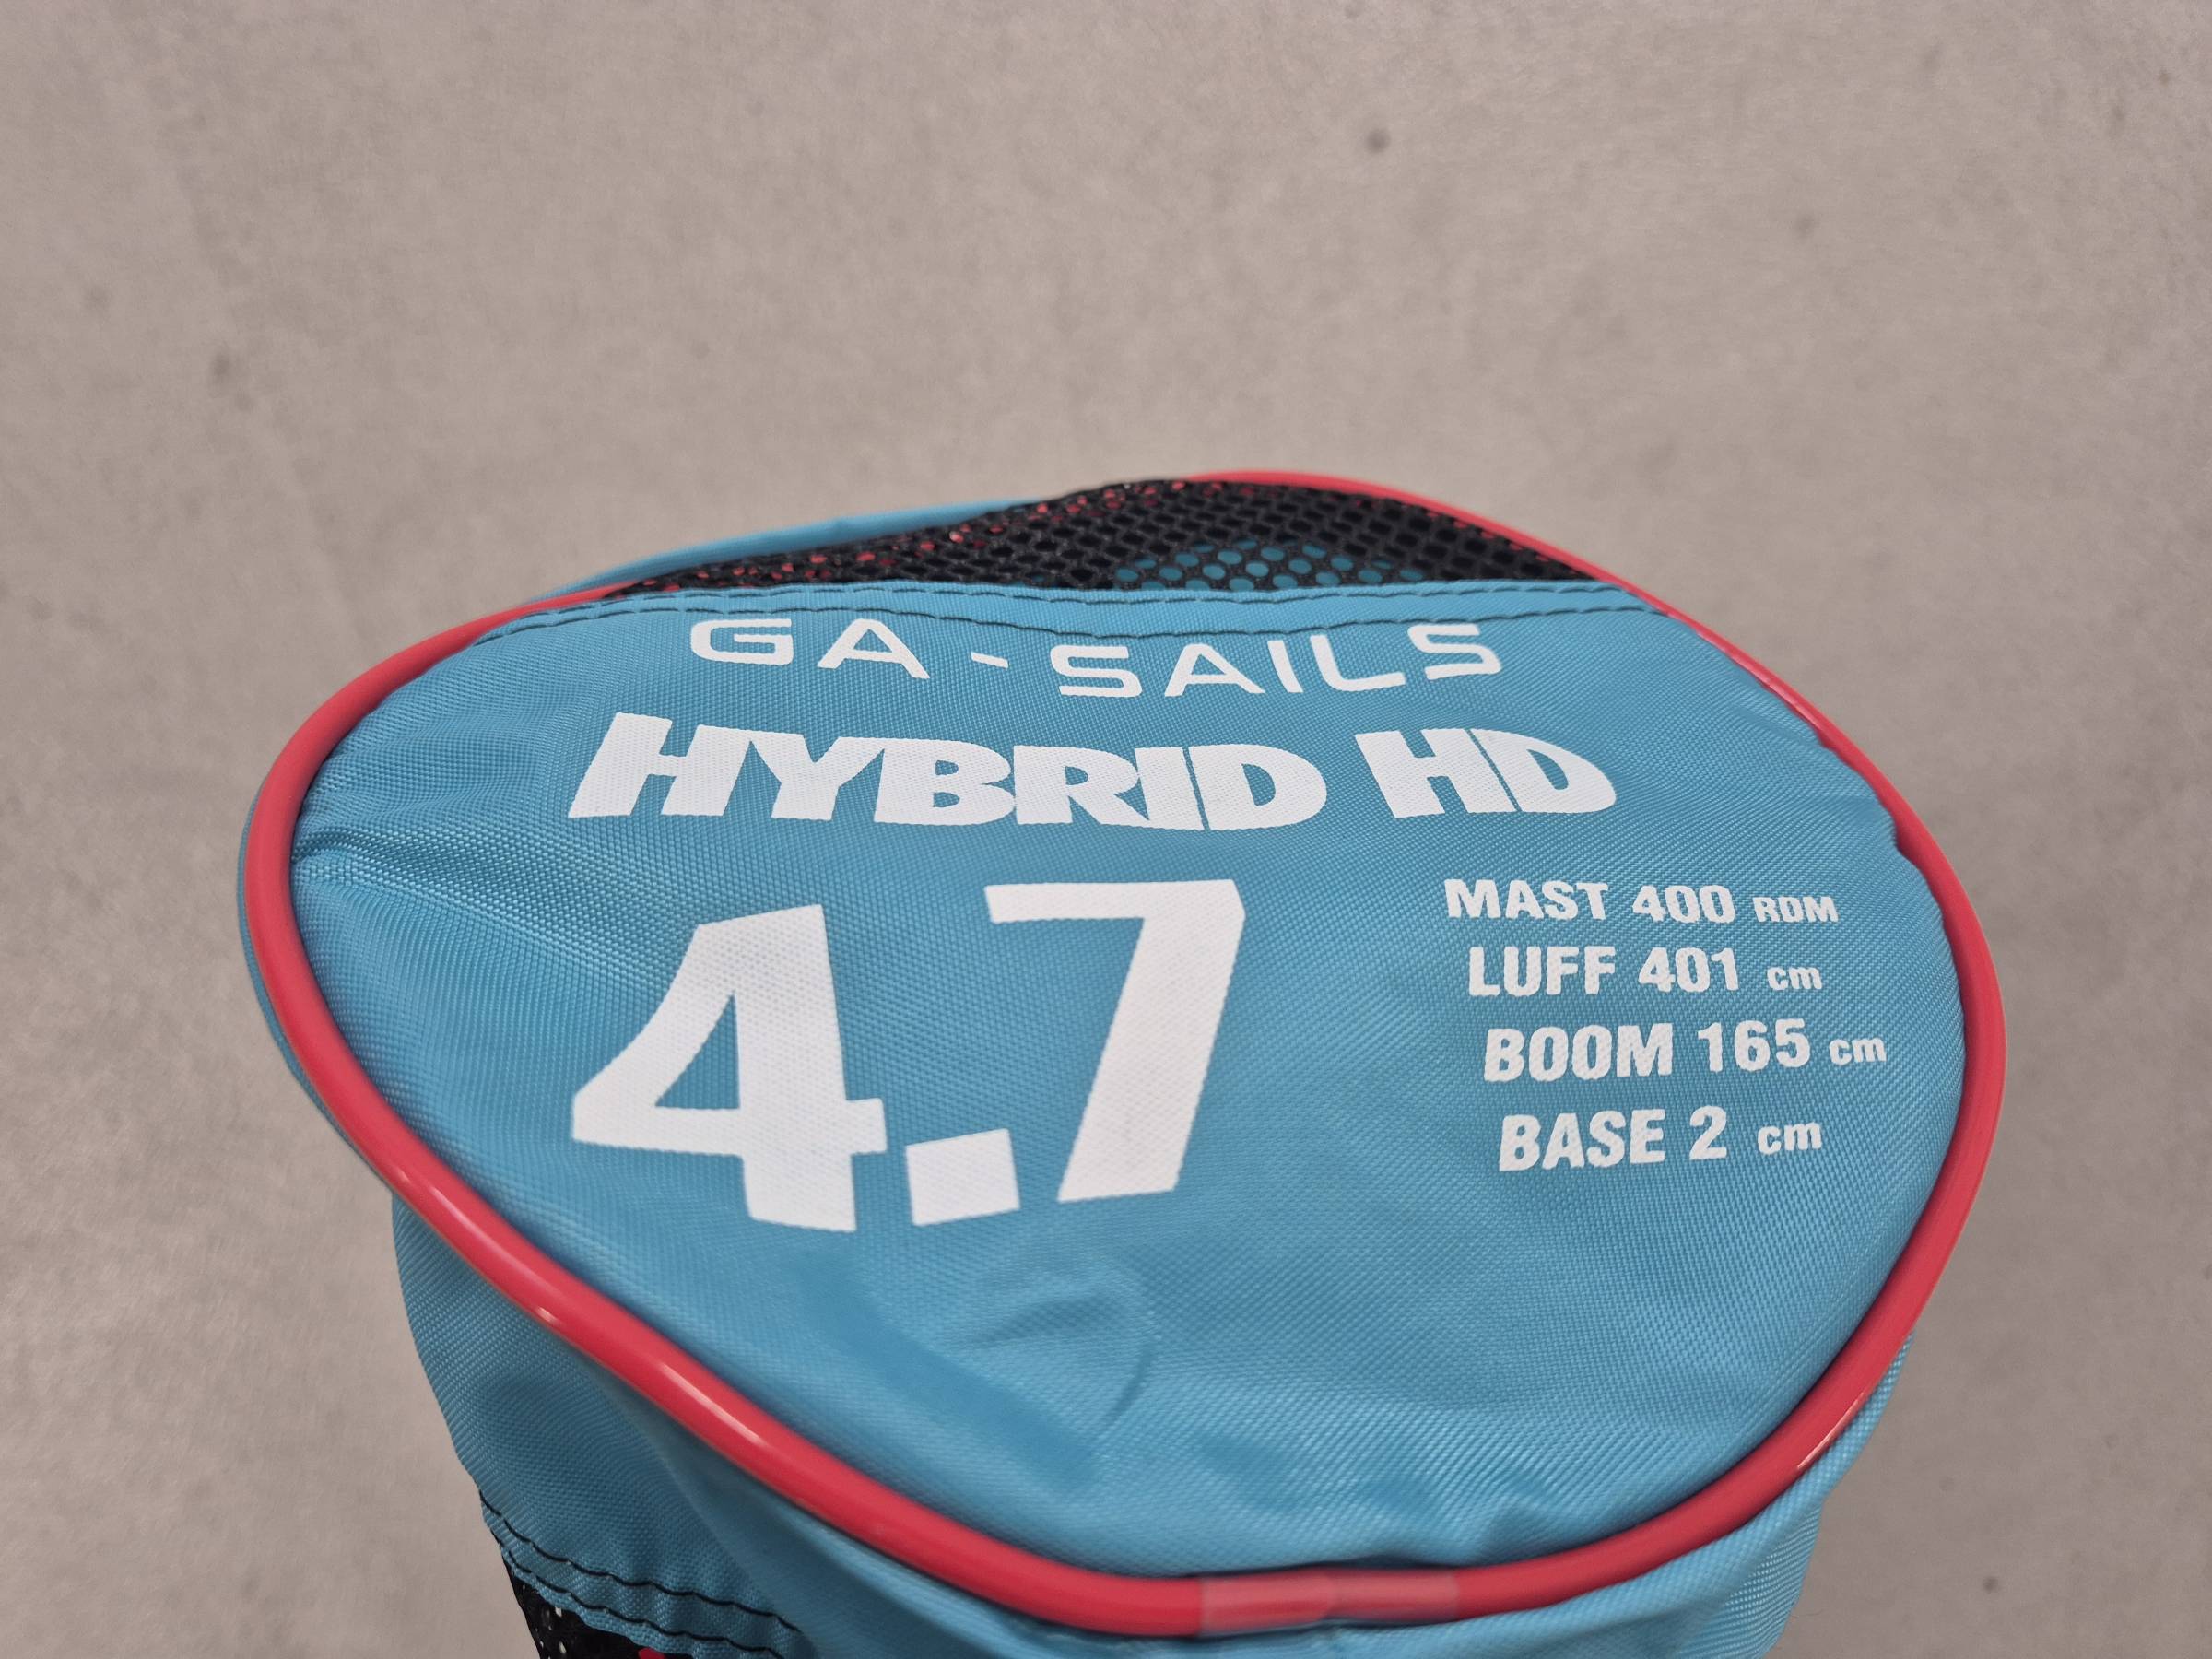 GA-SAILS
HYBRID HD
4.7
MAST 400 RDM
LUFF 401 cm
BOOM 165 cm
BASE 2 cm